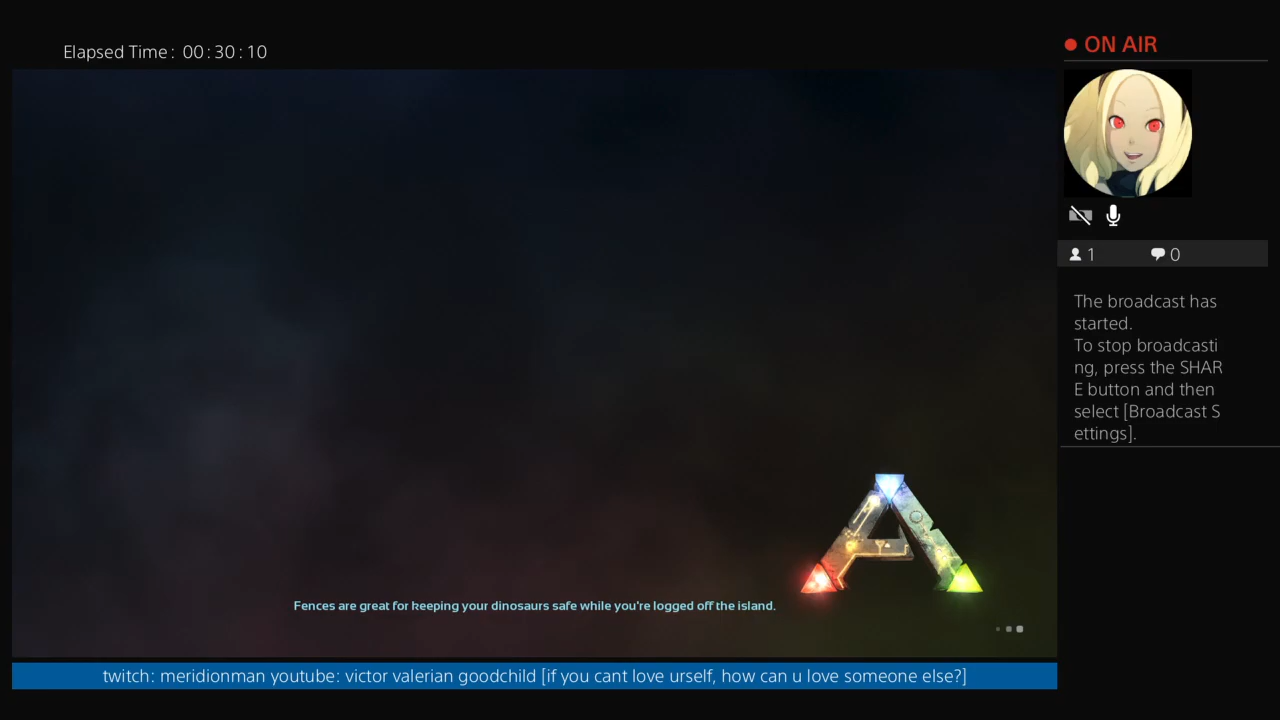 Elapsed Time: 00:30:10
ON AIR
1 0
The broadcast has
started.
To stop broadcasti
ng, press the SHAR
E button and then
select [Broadcast S
ettings].
Fences are great for keeping your dinosaurs safe while you're logged off the island.
twitch: meridionman youtube: victor valerian goodchild [if you cant love urself, how can u love someone else?]